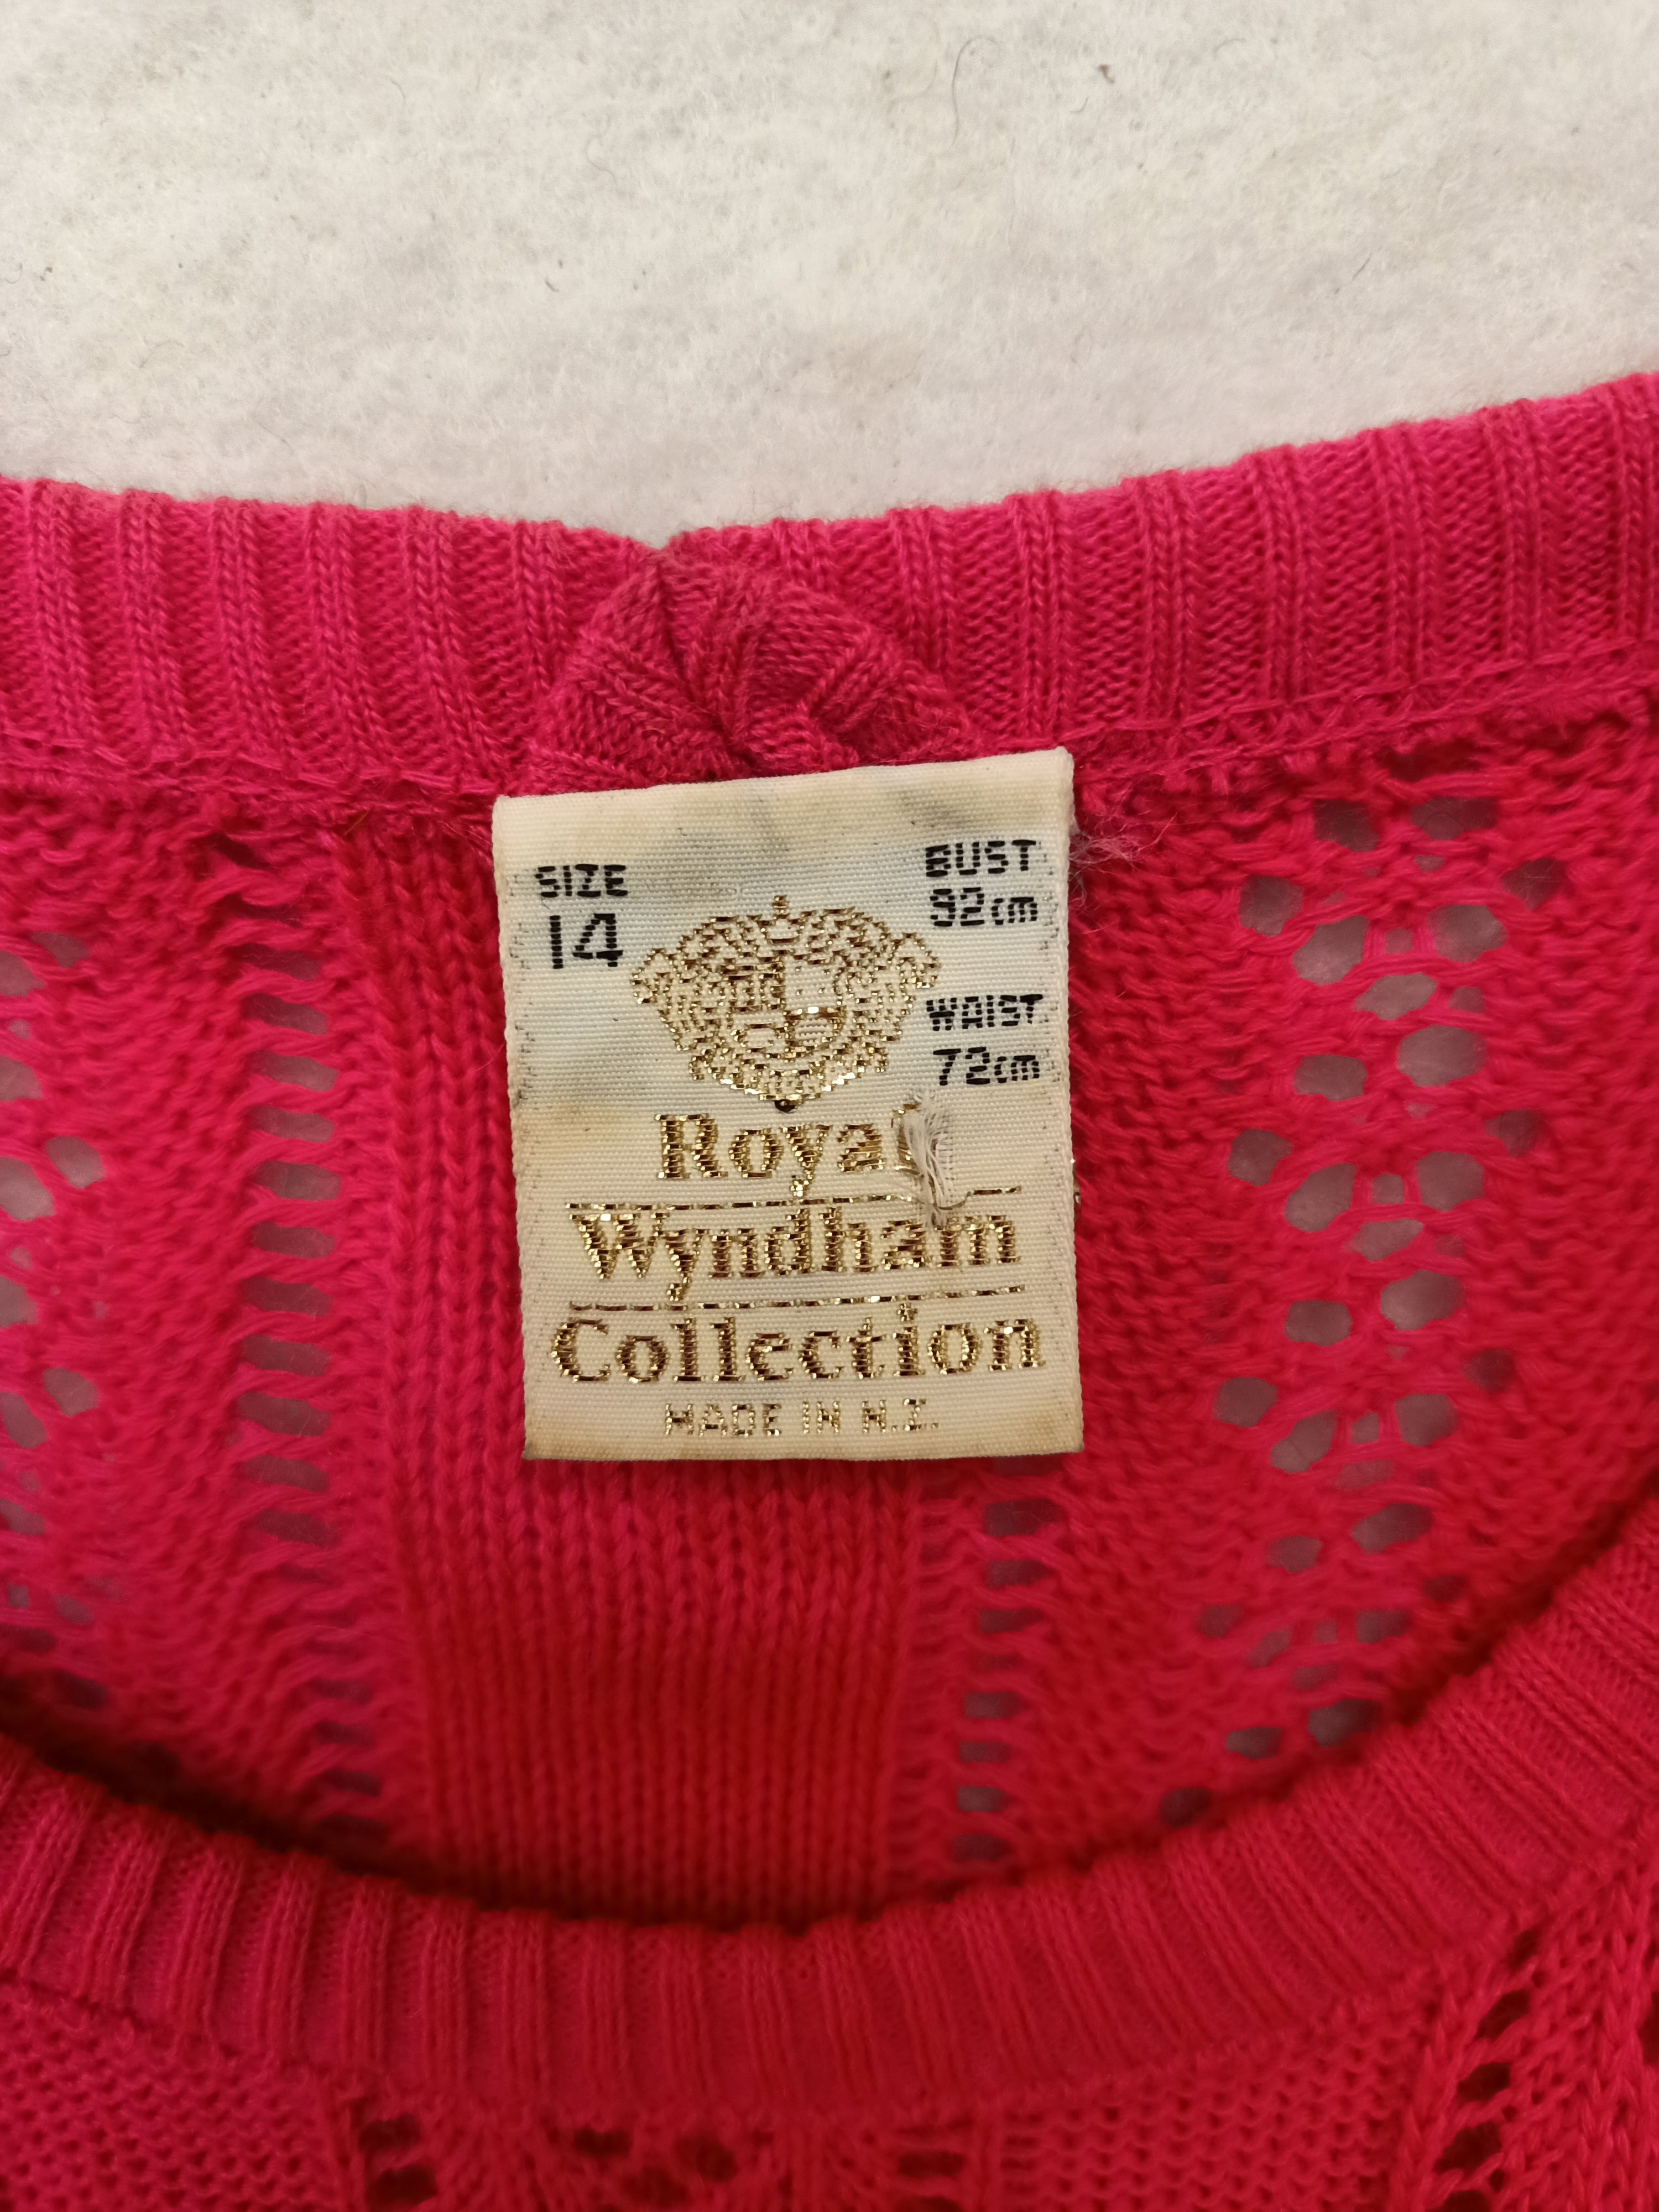 SIZE
14
BUST
92cm
WAIST
72cm
Royal
Wyndham
Collection
MADE IN N.Z.